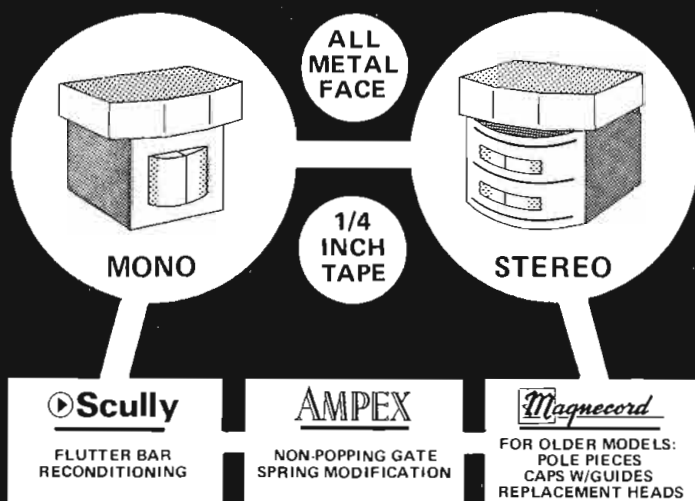 ALL
METAL
FACE
MONO
1/4
INCH
TAPE
STEREO
Scully
FLUTTER BAR
RECONDITIONING
AMPEX
NON-POPPING GATE
SPRING MODIFICATION
Magnecord
FOR OLDER MODELS:
POLE PIECES
CAPS W/GUIDES
REPLACEMENT HEADS